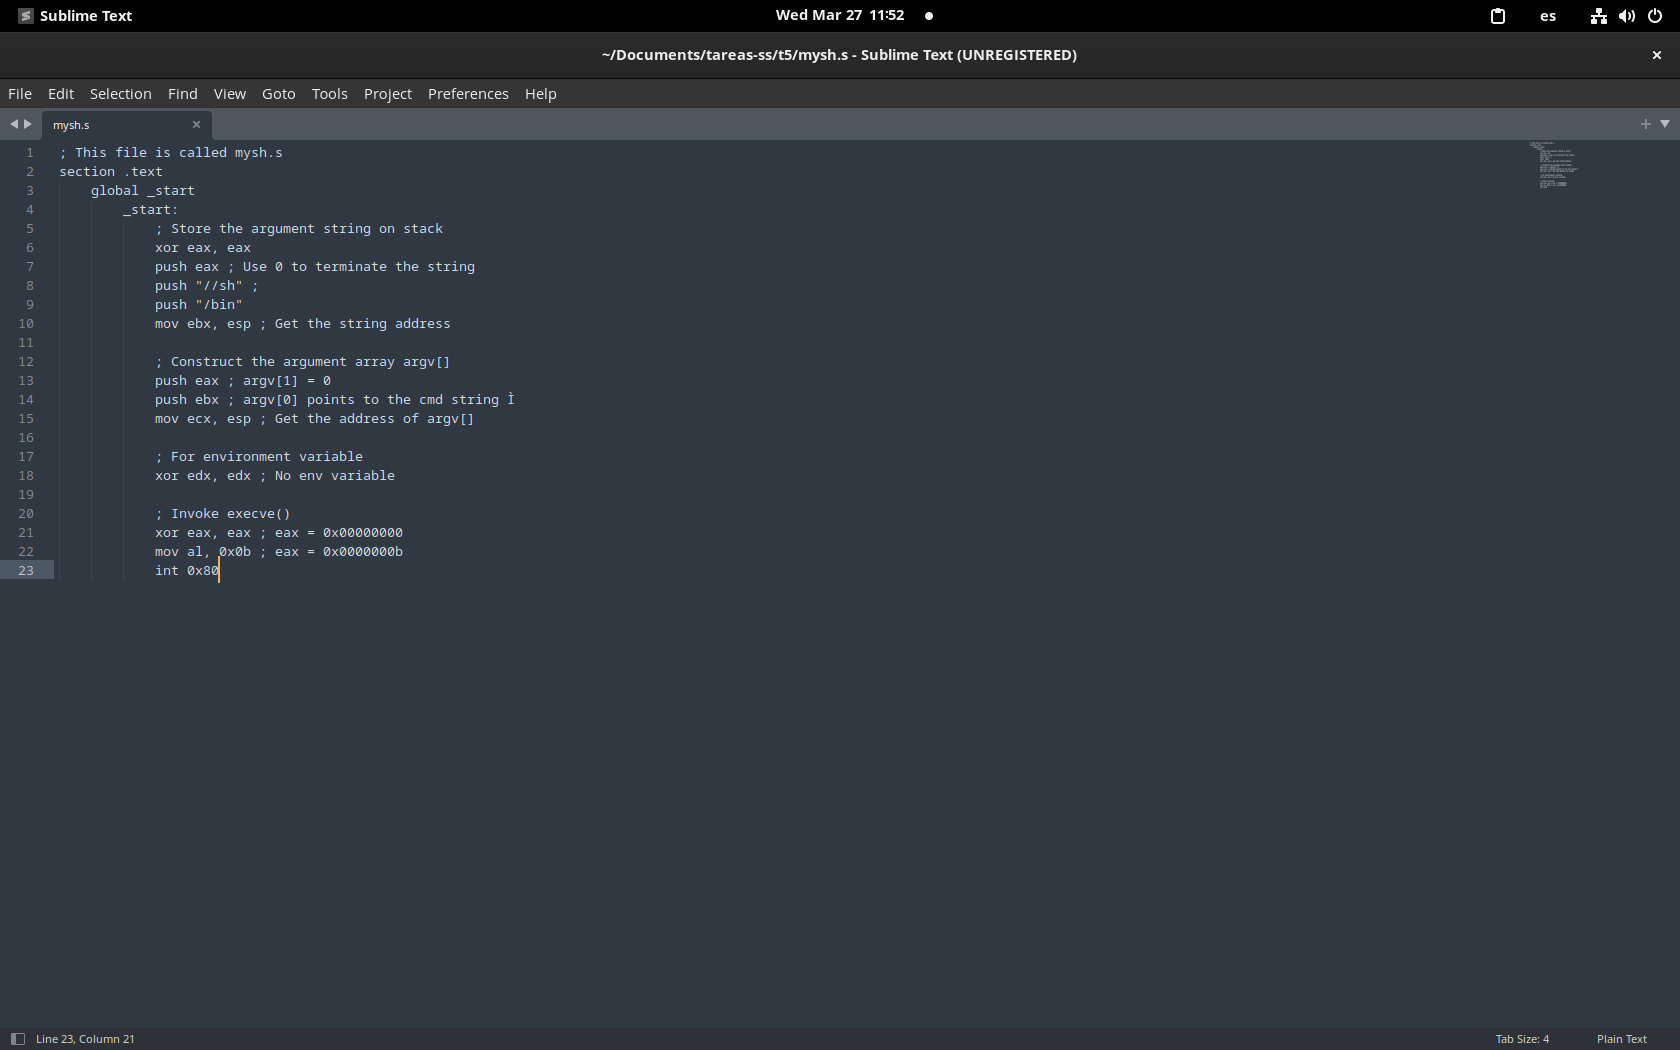 Sublime Text
Wed Mar 27 11:52
es
~/Documents/tareas-ss/t5/mysh.s - Sublime Text (UNREGISTERED)
File Edit Selection Find View Goto Tools Project Preferences Help
mysh.s
1 ; This file is called mysh.s
2 section .text
3     global _start
4         _start:
5             ; Store the argument string on stack
6             xor eax, eax
7             push eax ; Use 0 to terminate the string
8             push "//sh" ;
9             push "/bin"
10             mov ebx, esp ; Get the string address
11
12             ; Construct the argument array argv[]
13             push eax ; argv[1] = 0
14             push ebx ; argv[0] points to the cmd string Ì
15             mov ecx, esp ; Get the address of argv[]
16
17             ; For environment variable
18             xor edx, edx ; No env variable
19
20             ; Invoke execve()
21             xor eax, eax ; eax = 0x00000000
22             mov al, 0x0b ; eax = 0x0000000b
23             int 0x80
Line 23, Column 21
Tab Size: 4
Plain Text